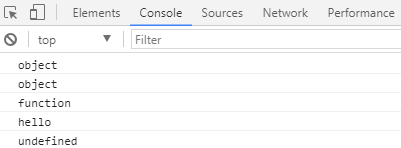 Elements Console Sources Network Performance
top ▼ Filter
object
object
function
hello
undefined